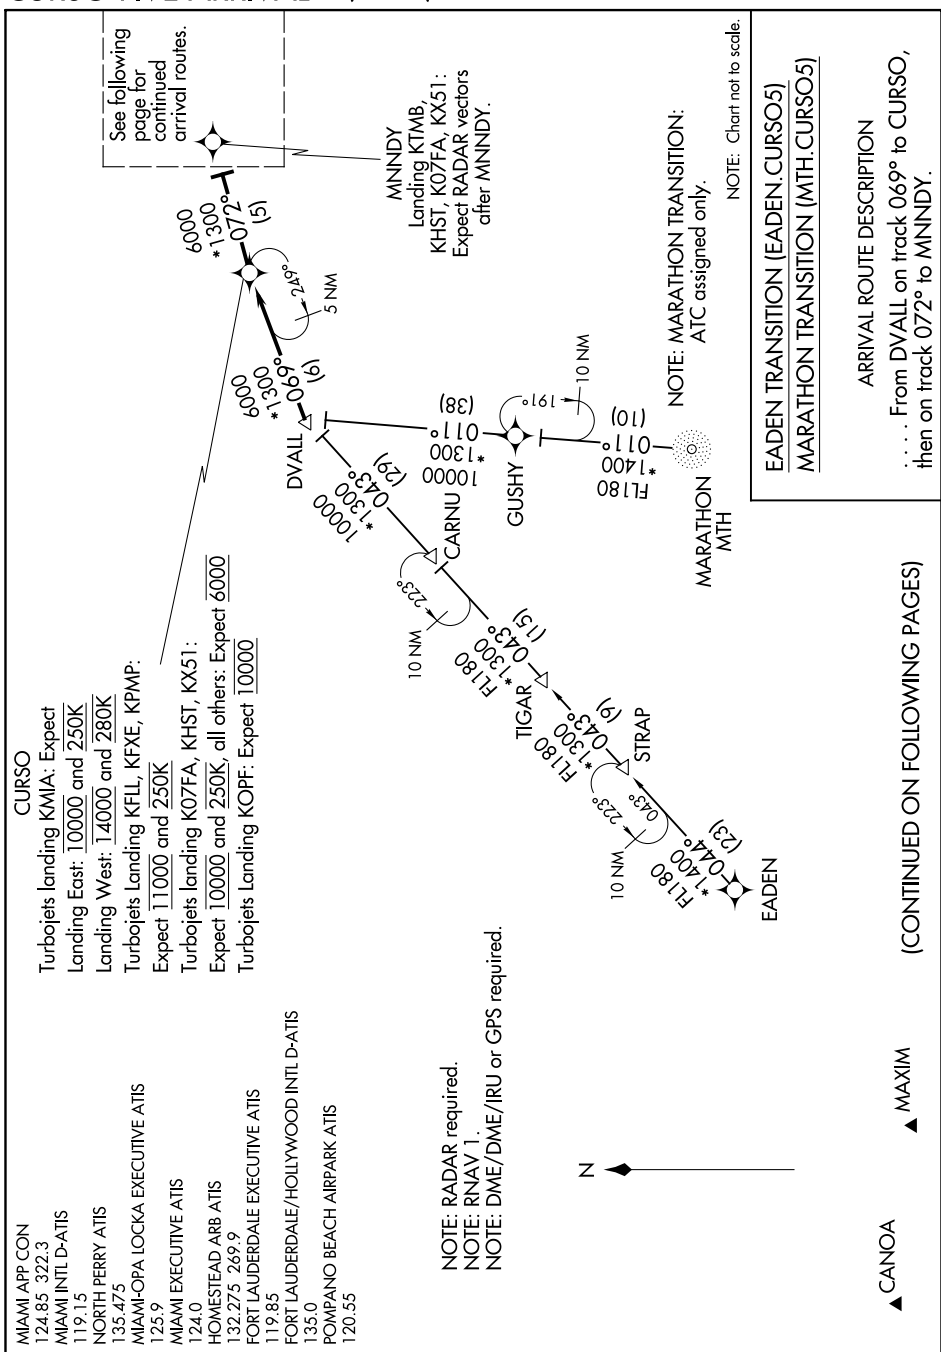 MIAMI APP CON
124.85 322.3
MIAMI INTL D-ATIS
119.15
NORTH PERRY ATIS
135.475
MIAMI-OPA LOCKA EXECUTIVE ATIS
125.9
MIAMI EXECUTIVE ATIS
124.0
HOMESTEAD ARB ATIS
132.275 269.9
FORT LAUDERDALE EXECUTIVE ATIS
119.85
FORT LAUDERDALE/HOLLYWOOD INTL D-ATIS
135.0
POMPANO BEACH AIRPARK ATIS
120.55
CURSO
Turbojets landing KMIA: Expect
Landing East: 10000 and 250K
Landing West: 14000 and 280K
Turbojets Landing KFLL, KFXE, KPMP:
Expect 11000 and 250K
Turbojets landing K07FA, KHST, KX51:
Expect 10000 and 250K, all others: Expect 6000
Turbojets Landing KOPF: Expect 10000
See following
page for
continued
arrival routes.
MNNDY
Landing KTMB,
KHST, K07FA, KX51:
Expect RADAR vectors
after MNNDY.
6000
*1300
072°
(5)
249°
5 NM
6000
*1300
069°
(6)
DVALL
10000
*1300
043°
(29)
10000
*1300
011°
(38)
CARNU
223°
10 NM
GUSHY
191°
10 NM
FL180
*1400
011°
(10)
MARATHON
MTH
NOTE: MARATHON TRANSITION:
ATC assigned only.
FL180
*1300
043°
(15)
TIGAR
FL180
*1300
043°
(9)
STRAP
223°
043°
10 NM
FL180
*1400
044°
(23)
EADEN
NOTE: RADAR required.
NOTE: RNAV 1.
NOTE: DME/DME/IRU or GPS required.
N
CANOA
MAXIM
(CONTINUED ON FOLLOWING PAGES)
NOTE: Chart not to scale.
EADEN TRANSITION (EADEN.CURSO5)
MARATHON TRANSITION (MTH.CURSO5)
ARRIVAL ROUTE DESCRIPTION
. . . . From DVALL on track 069° to CURSO,
then on track 072° to MNNDY.